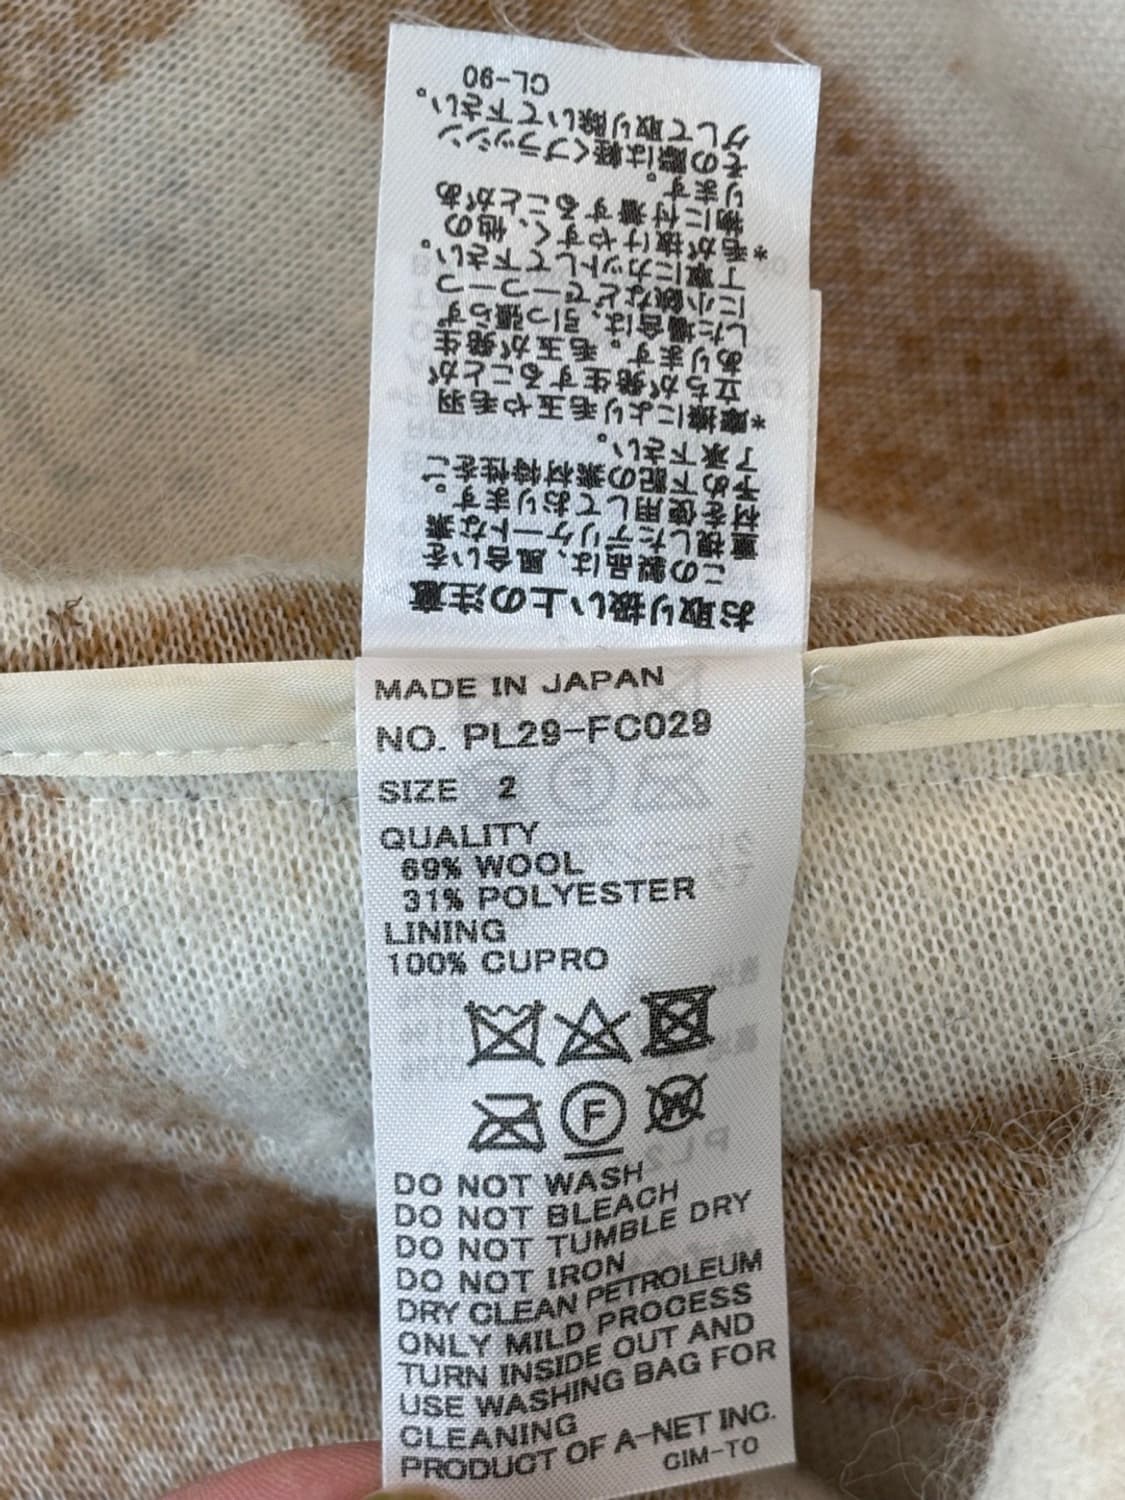 お取り扱い上の注意
この製品は、風合いを
重視したデリケートな素
材を使用しております。
予め下記の素材特性をご
了承下さい。
*摩擦により毛玉や毛羽
立ちが発生することが
あります。毛玉が発生
した場合は、引っ張らず
に小鋏などで一つ一つ
丁寧にカットして下さい。
*毛が抜けやすく、他の
物に付着することがあ
ります。
その際は軽くブラッシン
グして取り除いて下さい。
CL-90
MADE IN JAPAN
NO. PL29-FC029
SIZE 2
QUALITY
69% WOOL
31% POLYESTER
LINING
100% CUPRO
F W
DO NOT WASH
DO NOT BLEACH
DO NOT TUMBLE DRY
DO NOT IRON
DRY CLEAN PETROLEUM
ONLY MILD PROCESS
TURN INSIDE OUT AND
USE WASHING BAG FOR
CLEANING
PRODUCT OF A-NET INC.
CIM-TO